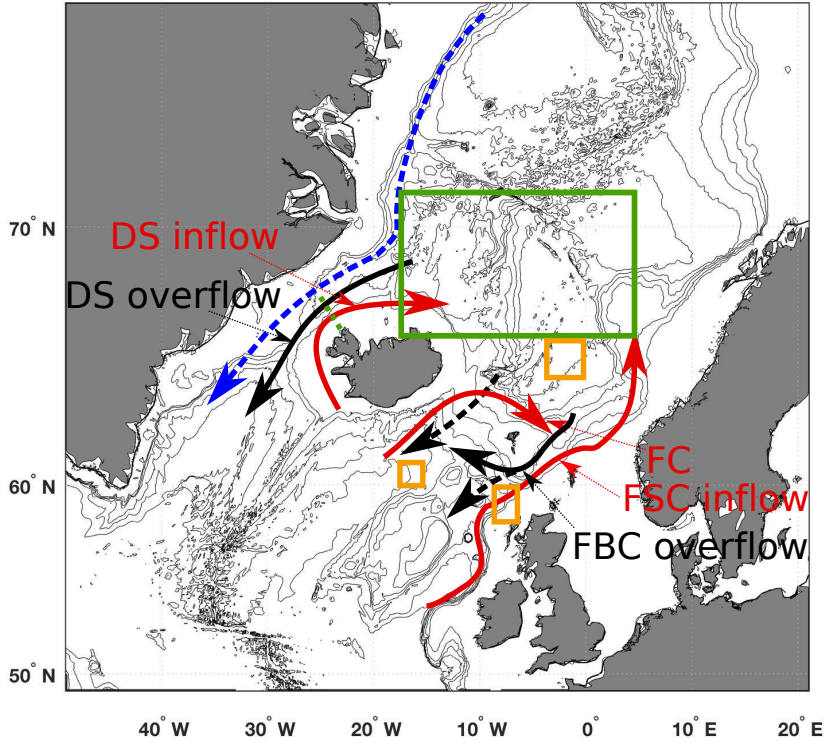 70° N
DS inflow
DS overflow
60° N
FC
FSC inflow
FBC overflow
50° N
40° W 30° W 20° W 10° W 0° 10° E 20° E